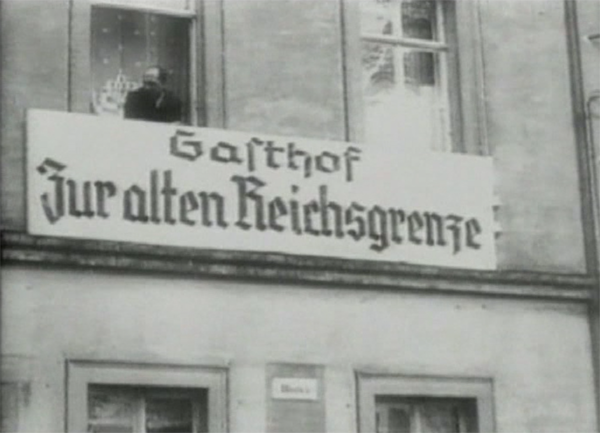 Gasthof
Zur alten Reichsgrenze